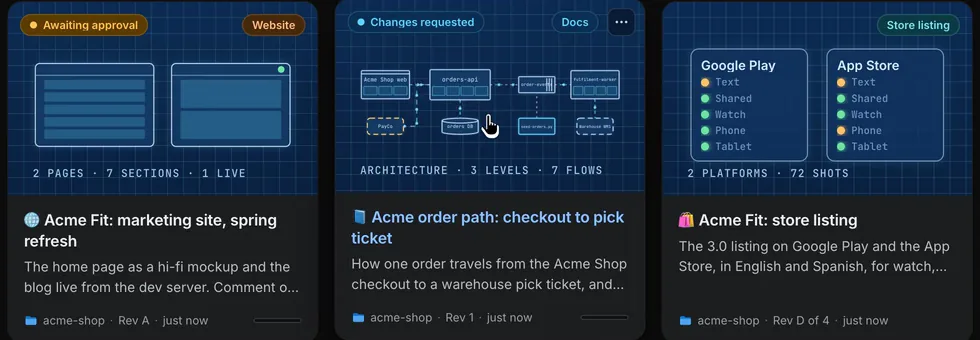 Awaiting approval
Website
2 PAGES · 7 SECTIONS · 1 LIVE
Acme Fit: marketing site, spring
refresh
The home page as a hi-fi mockup and the
blog live from the dev server. Comment o...
acme-shop · Rev A · just now
Changes requested
Docs
Acme Shop web
orders-api
fulfilment-worker
PayCo
orders DB
seed-orders.py
Warehouse WMS
ARCHITECTURE · 3 LEVELS · 7 FLOWS
Acme order path: checkout to pick
ticket
How one order travels from the Acme Shop
checkout to a warehouse pick ticket, and...
acme-shop · Rev 1 · just now
Store listing
Google Play
Text
Shared
Watch
Phone
Tablet
App Store
Text
Shared
Watch
Phone
Tablet
2 PLATFORMS · 72 SHOTS
Acme Fit: store listing
The 3.0 listing on Google Play and the App
Store, in English and Spanish, for watch,...
acme-shop · Rev D of 4 · just now